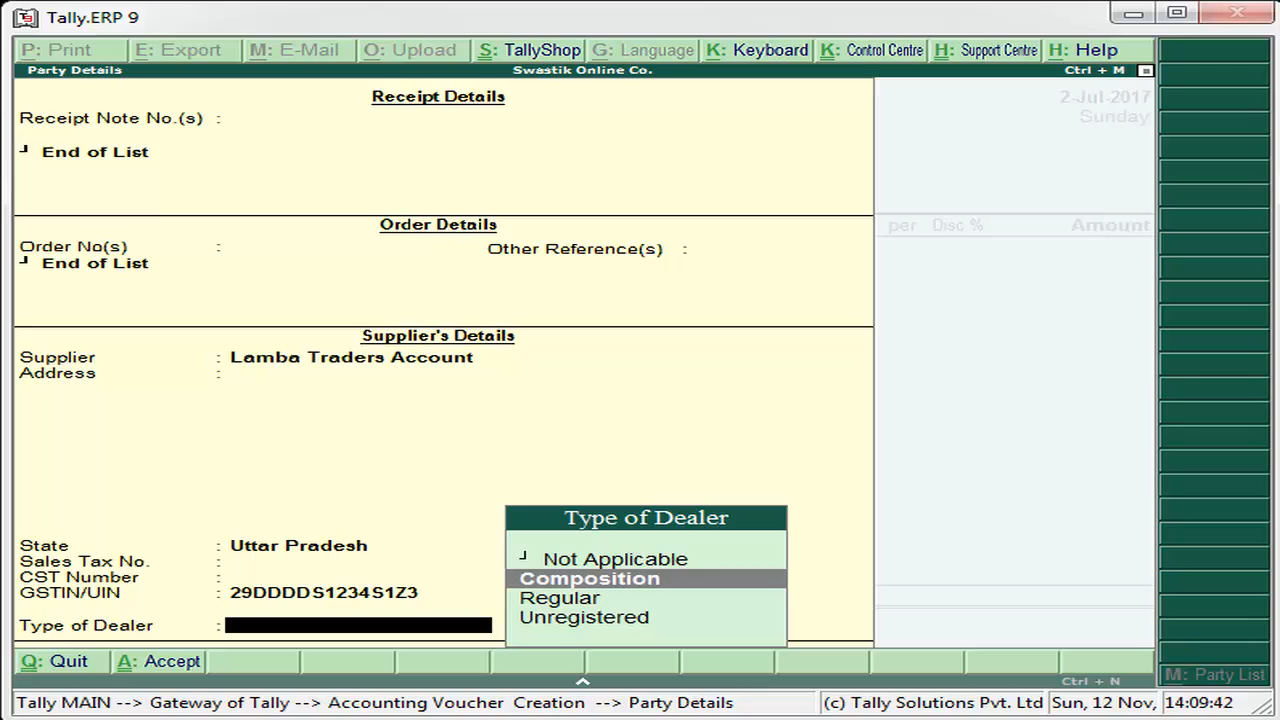 Tally.ERP 9
P: Print E: Export M: E-Mail O: Upload S: TallyShop G: Language K: Keyboard K: Control Centre H: Support Centre H: Help
Party Details Swastik Online Co. Ctrl + M
Receipt Details
Receipt Note No.(s) :
End of List
2-Jul-2017
Sunday
Order Details
per Disc % Amount
Order No(s) : Other Reference(s) :
End of List
Supplier's Details
Supplier : Lamba Traders Account
Address :
Type of Dealer
State : Uttar Pradesh
Not Applicable
Sales Tax No. :
CST Number :
Composition
GSTIN/UIN : 29DDDDS1234S1Z3
Regular
Unregistered
Type of Dealer :
Q: Quit A: Accept
M: Party List
Ctrl + N
Tally MAIN --> Gateway of Tally --> Accounting Voucher Creation --> Party Details (c) Tally Solutions Pvt. Ltd Sun, 12 Nov, 14:09:42